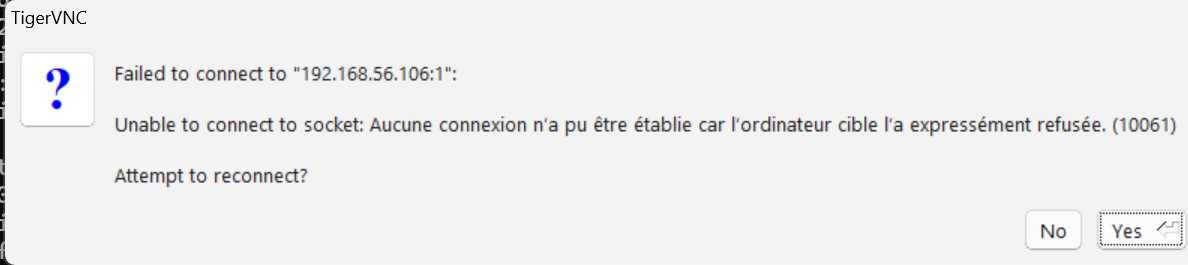 TigerVNC
?
Failed to connect to "192.168.56.106:1":
Unable to connect to socket: Aucune connexion n'a pu être établie car l'ordinateur cible l'a expressément refusée. (10061)
Attempt to reconnect?
No
Yes